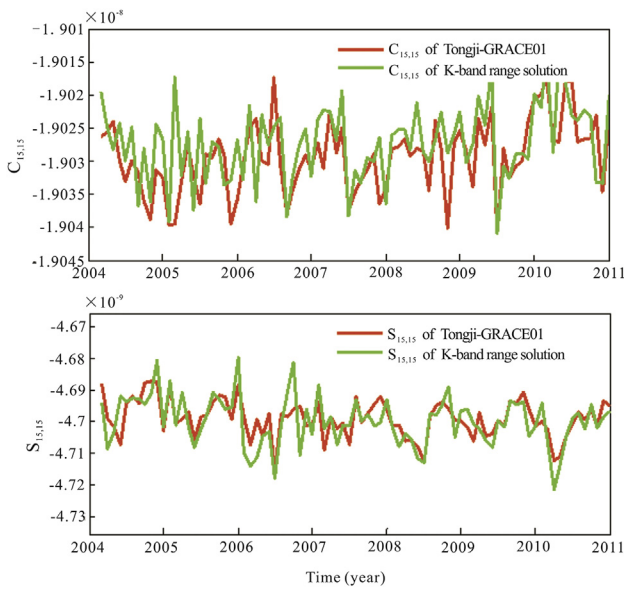 ×10⁻⁸
-1.901
-1.9015
-1.902
-1.9025
-1.903
-1.9035
-1.904
-1.9045
C₁₅,₁₅
C₁₅,₁₅ of Tongji-GRACE01
C₁₅,₁₅ of K-band range solution
2004 2005 2006 2007 2008 2009 2010 2011
×10⁻⁹
-4.67
-4.68
-4.69
-4.7
-4.71
-4.72
-4.73
S₁₅,₁₅
S₁₅,₁₅ of Tongji-GRACE01
S₁₅,₁₅ of K-band range solution
2004 2005 2006 2007 2008 2009 2010 2011
Time (year)